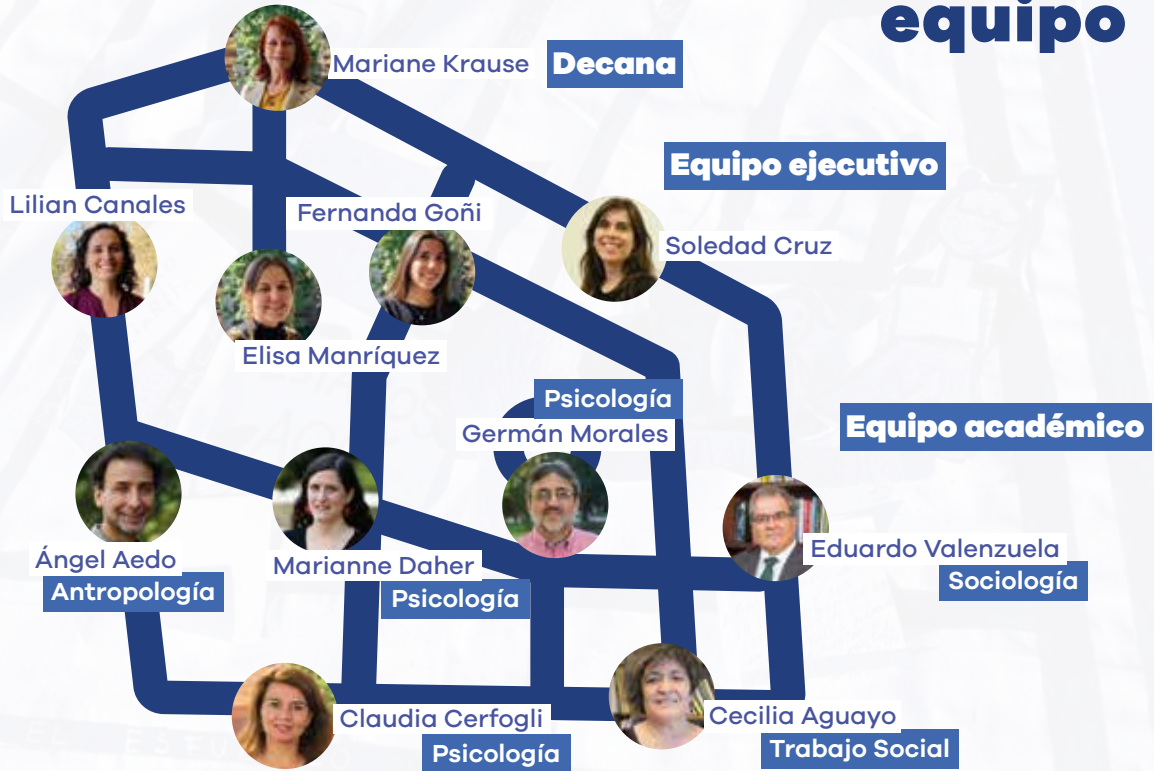 equipo
Mariane Krause
Decana
Equipo ejecutivo
Lilian Canales
Fernanda Goñi
Soledad Cruz
Elisa Manríquez
Psicología
Germán Morales
Equipo académico
Ángel Aedo
Antropología
Marianne Daher
Psicología
Eduardo Valenzuela
Sociología
Claudia Cerfogli
Psicología
Cecilia Aguayo
Trabajo Social